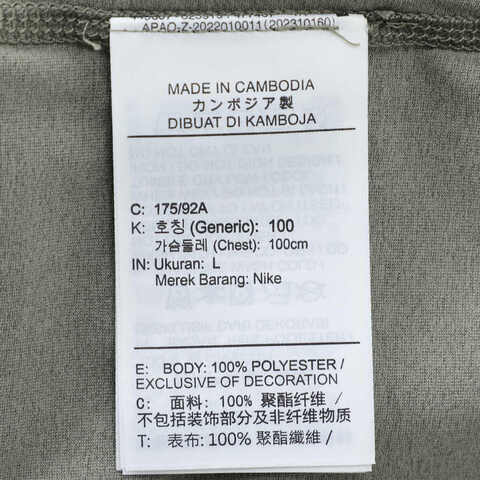 APAO-Z-2022010011 (202310160)
MADE IN CAMBODIA
カンボジア製
DIBUAT DI KAMBOJA
C: 175/92A
K: 호칭 (Generic): 100
가슴둘레 (Chest): 100cm
IN: Ukuran: L
Merek Barang: Nike
E: BODY: 100% POLYESTER /
EXCLUSIVE OF DECORATION
C: 面料: 100% 聚酯纤维 /
不包括装饰部分及非纤维物质
T: 表布: 100% 聚酯纖維 /